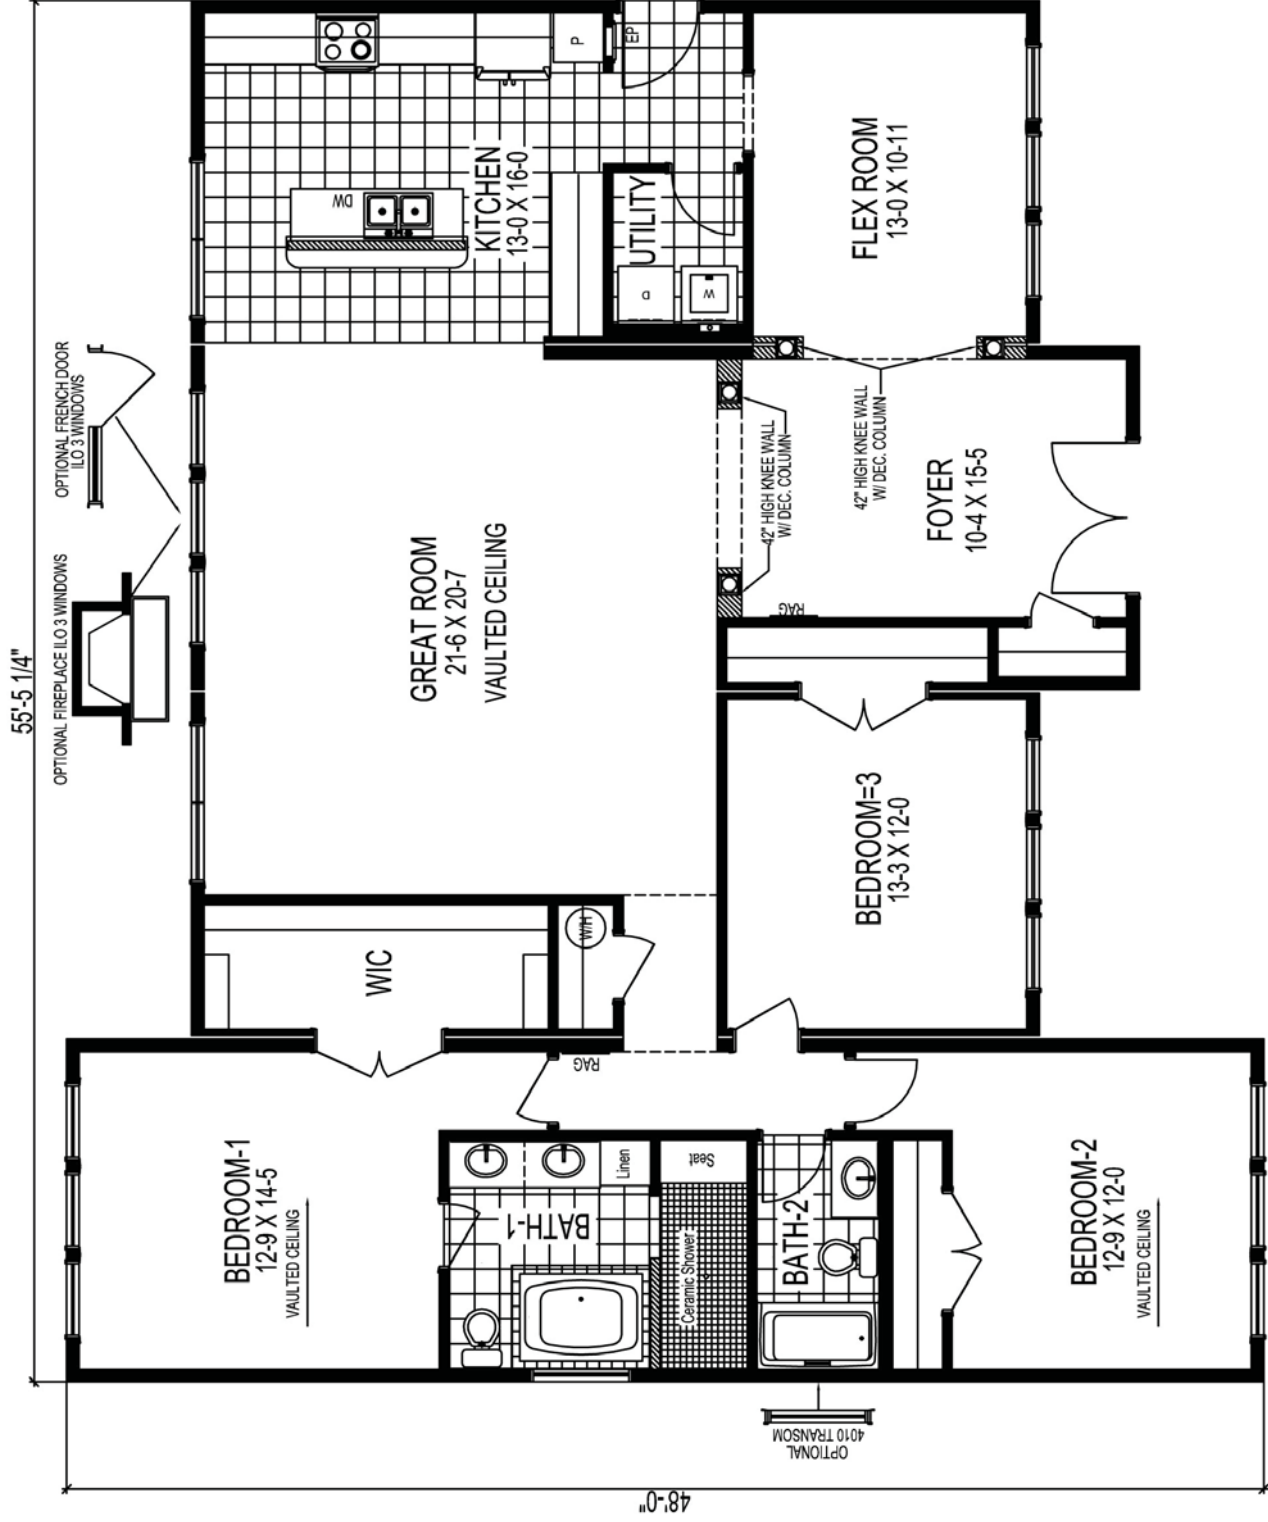 55'-5 1/4"
OPTIONAL FIREPLACE ILO 3 WINDOWS
OPTIONAL FRENCH DOOR
ILO 3 WINDOWS
BEDROOM-1
12-9 X 14-5
VAULTED CEILING
WIC
GREAT ROOM
21-6 X 20-7
VAULTED CEILING
KITCHEN
13-0 X 16-0
DW
P
EP
UTILITY
D
W
W/H
RAG
BATH-1
Linen
Seat
Ceramic Shower
BATH-2
BEDROOM=3
13-3 X 12-0
RAG
42" HIGH KNEE WALL
W/ DEC. COLUMN
42" HIGH KNEE WALL
W/ DEC. COLUMN
FOYER
10-4 X 15-5
FLEX ROOM
13-0 X 10-11
BEDROOM-2
12-9 X 12-0
VAULTED CEILING
OPTIONAL
4010 TRANSOM
48'-0"